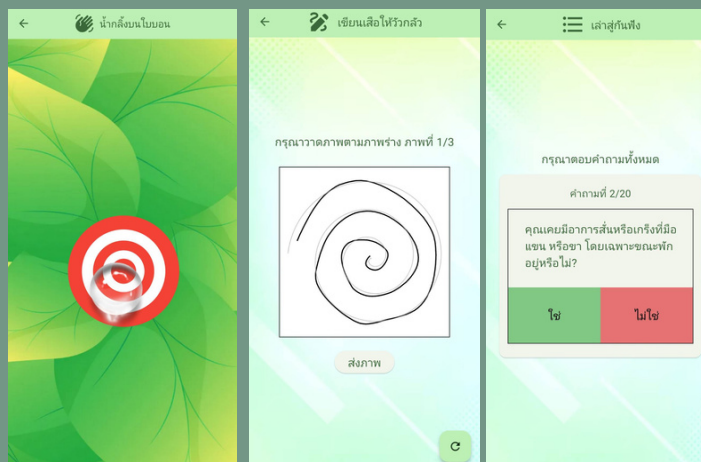 น้ำกลิ้งบนใบบอน
เขียนเสือให้วัวกลัว
กรุณาวาดภาพตามภาพร่าง ภาพที่ 1/3
ส่งภาพ
เล่าสู่กันฟัง
กรุณาตอบคำถามทั้งหมด
คำถามที่ 2/20
คุณเคยมีอาการสั่นหรือเกร็งที่มือ
แขน หรือขา โดยเฉพาะขณะพัก
อยู่หรือไม่?
ใช่
ไม่ใช่